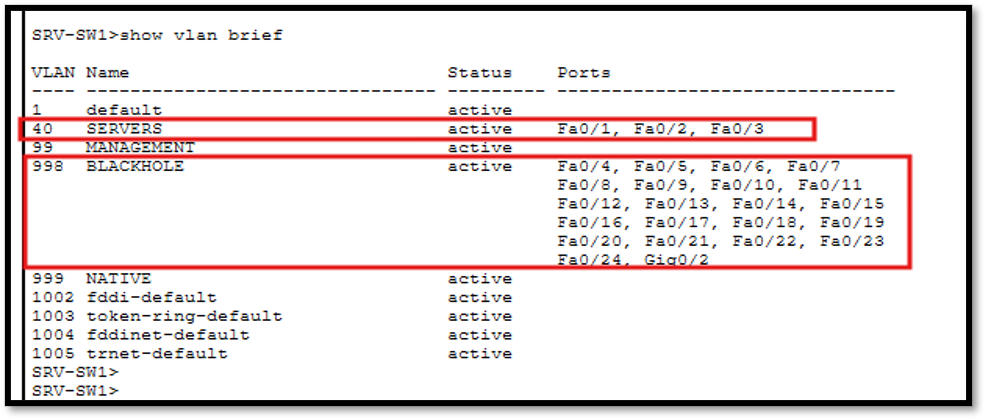 SRV-SW1>show vlan brief
VLAN Name                             Status    Ports
---- -------------------------------- --------- -------------------------------
1    default                          active
40   SERVERS                          active    Fa0/1, Fa0/2, Fa0/3
99   MANAGEMENT                       active
998  BLACKHOLE                        active    Fa0/4, Fa0/5, Fa0/6, Fa0/7
                                                Fa0/8, Fa0/9, Fa0/10, Fa0/11
                                                Fa0/12, Fa0/13, Fa0/14, Fa0/15
                                                Fa0/16, Fa0/17, Fa0/18, Fa0/19
                                                Fa0/20, Fa0/21, Fa0/22, Fa0/23
                                                Fa0/24, Gig0/2
999  NATIVE                           active
1002 fddi-default                     active
1003 token-ring-default               active
1004 fddinet-default                  active
1005 trnet-default                    active
SRV-SW1>
SRV-SW1>